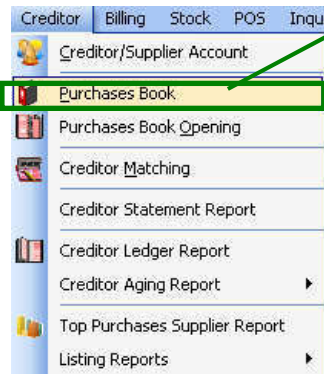 Creditor Billing Stock POS Inqu
Creditor/Supplier Account
Purchases Book
Purchases Book Opening
Creditor Matching
Creditor Statement Report
Creditor Ledger Report
Creditor Aging Report
Top Purchases Supplier Report
Listing Reports